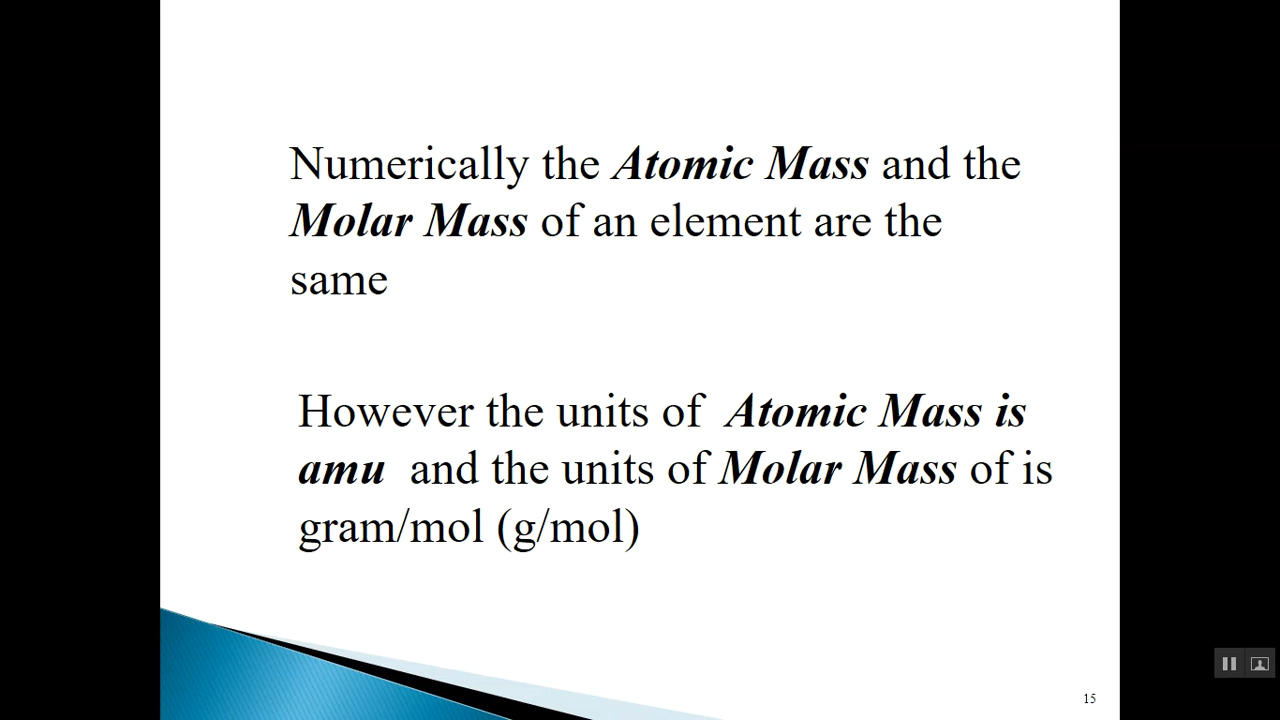 Numerically the Atomic Mass and the
Molar Mass of an element are the
same
However the units of Atomic Mass is
amu and the units of Molar Mass of is
gram/mol (g/mol)
15